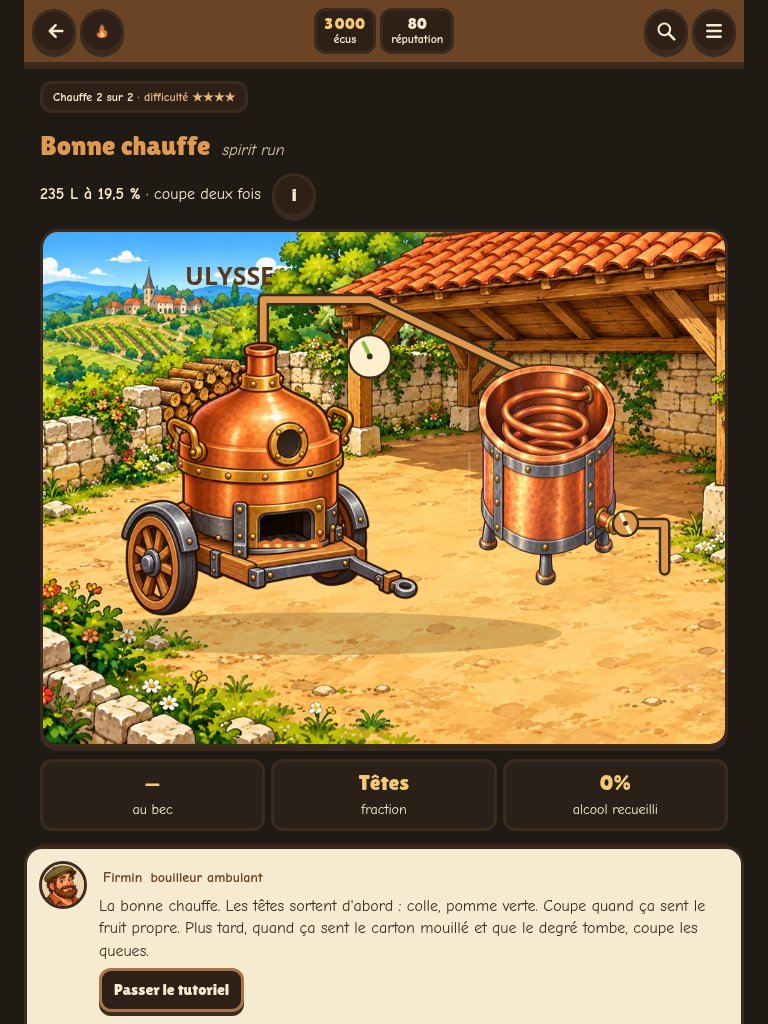 3 000
écus
80
réputation
Chauffe 2 sur 2 · difficulté ★★★★
Bonne chauffe spirit run
235 L à 19,5 % · coupe deux fois i
ULYSSE
—
au bec
Têtes
fraction
0%
alcool recueilli
Firmin bouilleur ambulant
La bonne chauffe. Les têtes sortent d'abord : colle, pomme verte. Coupe quand ça sent le
fruit propre. Plus tard, quand ça sent le carton mouillé et que le degré tombe, coupe les
queues.
Passer le tutoriel